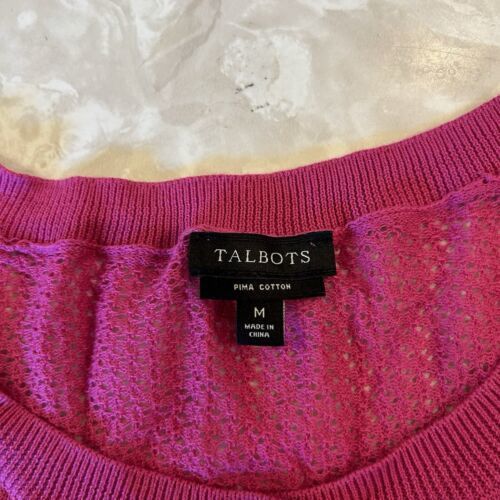 TALBOTS
PIMA COTTON
M
MADE IN
CHINA